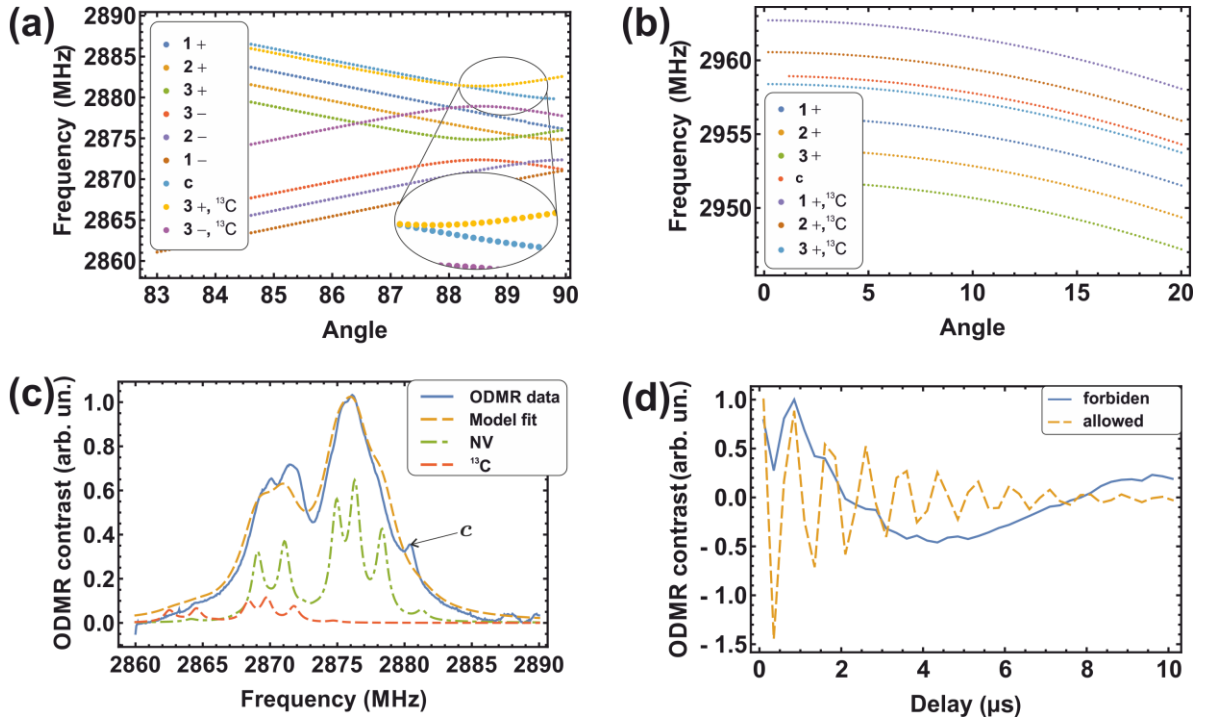 (a)
Frequency (MHz)
2890
2885
2880
2875
2870
2865
2860
1 +
2 +
3 +
3 −
2 −
1 −
c
3 +, ¹³C
3 −, ¹³C
83 84 85 86 87 88 89 90
Angle
(b)
Frequency (MHz)
2960
2955
2950
1 +
2 +
3 +
c
1 +, ¹³C
2 +, ¹³C
3 +, ¹³C
0 5 10 15 20
Angle
(c)
ODMR contrast (arb. un.)
1.0
0.8
0.6
0.4
0.2
0.0
ODMR data
Model fit
NV
¹³C
c
2860 2865 2870 2875 2880 2885 2890
Frequency (MHz)
(d)
ODMR contrast (arb. un.)
1.0
0.5
0.0
- 0.5
- 1.0
- 1.5
forbiden
allowed
0 2 4 6 8 10
Delay (μs)